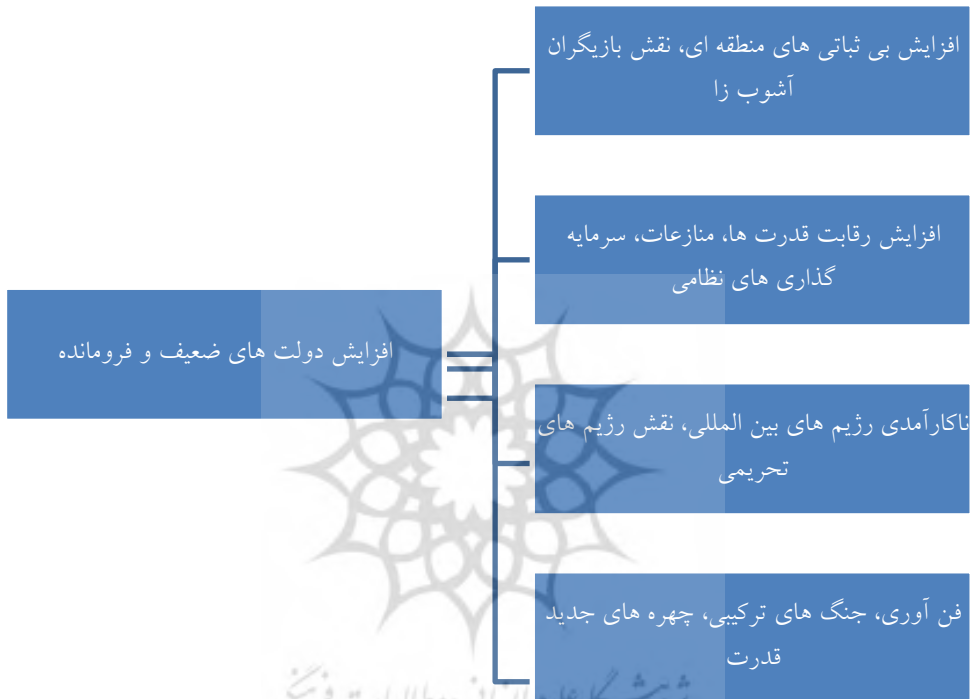 افزایش بی ثباتی های منطقه ای، نقش بازیگران
آشوب زا
افزایش رقابت قدرت ها، منازعات، سرمایه
گذاری های نظامی
افزایش دولت های ضعیف و فرومانده
ناکارآمدی رژیم های بین المللی، نقش رژیم های
تحریمی
فن آوری، جنگ های ترکیبی، چهره های جدید
قدرت